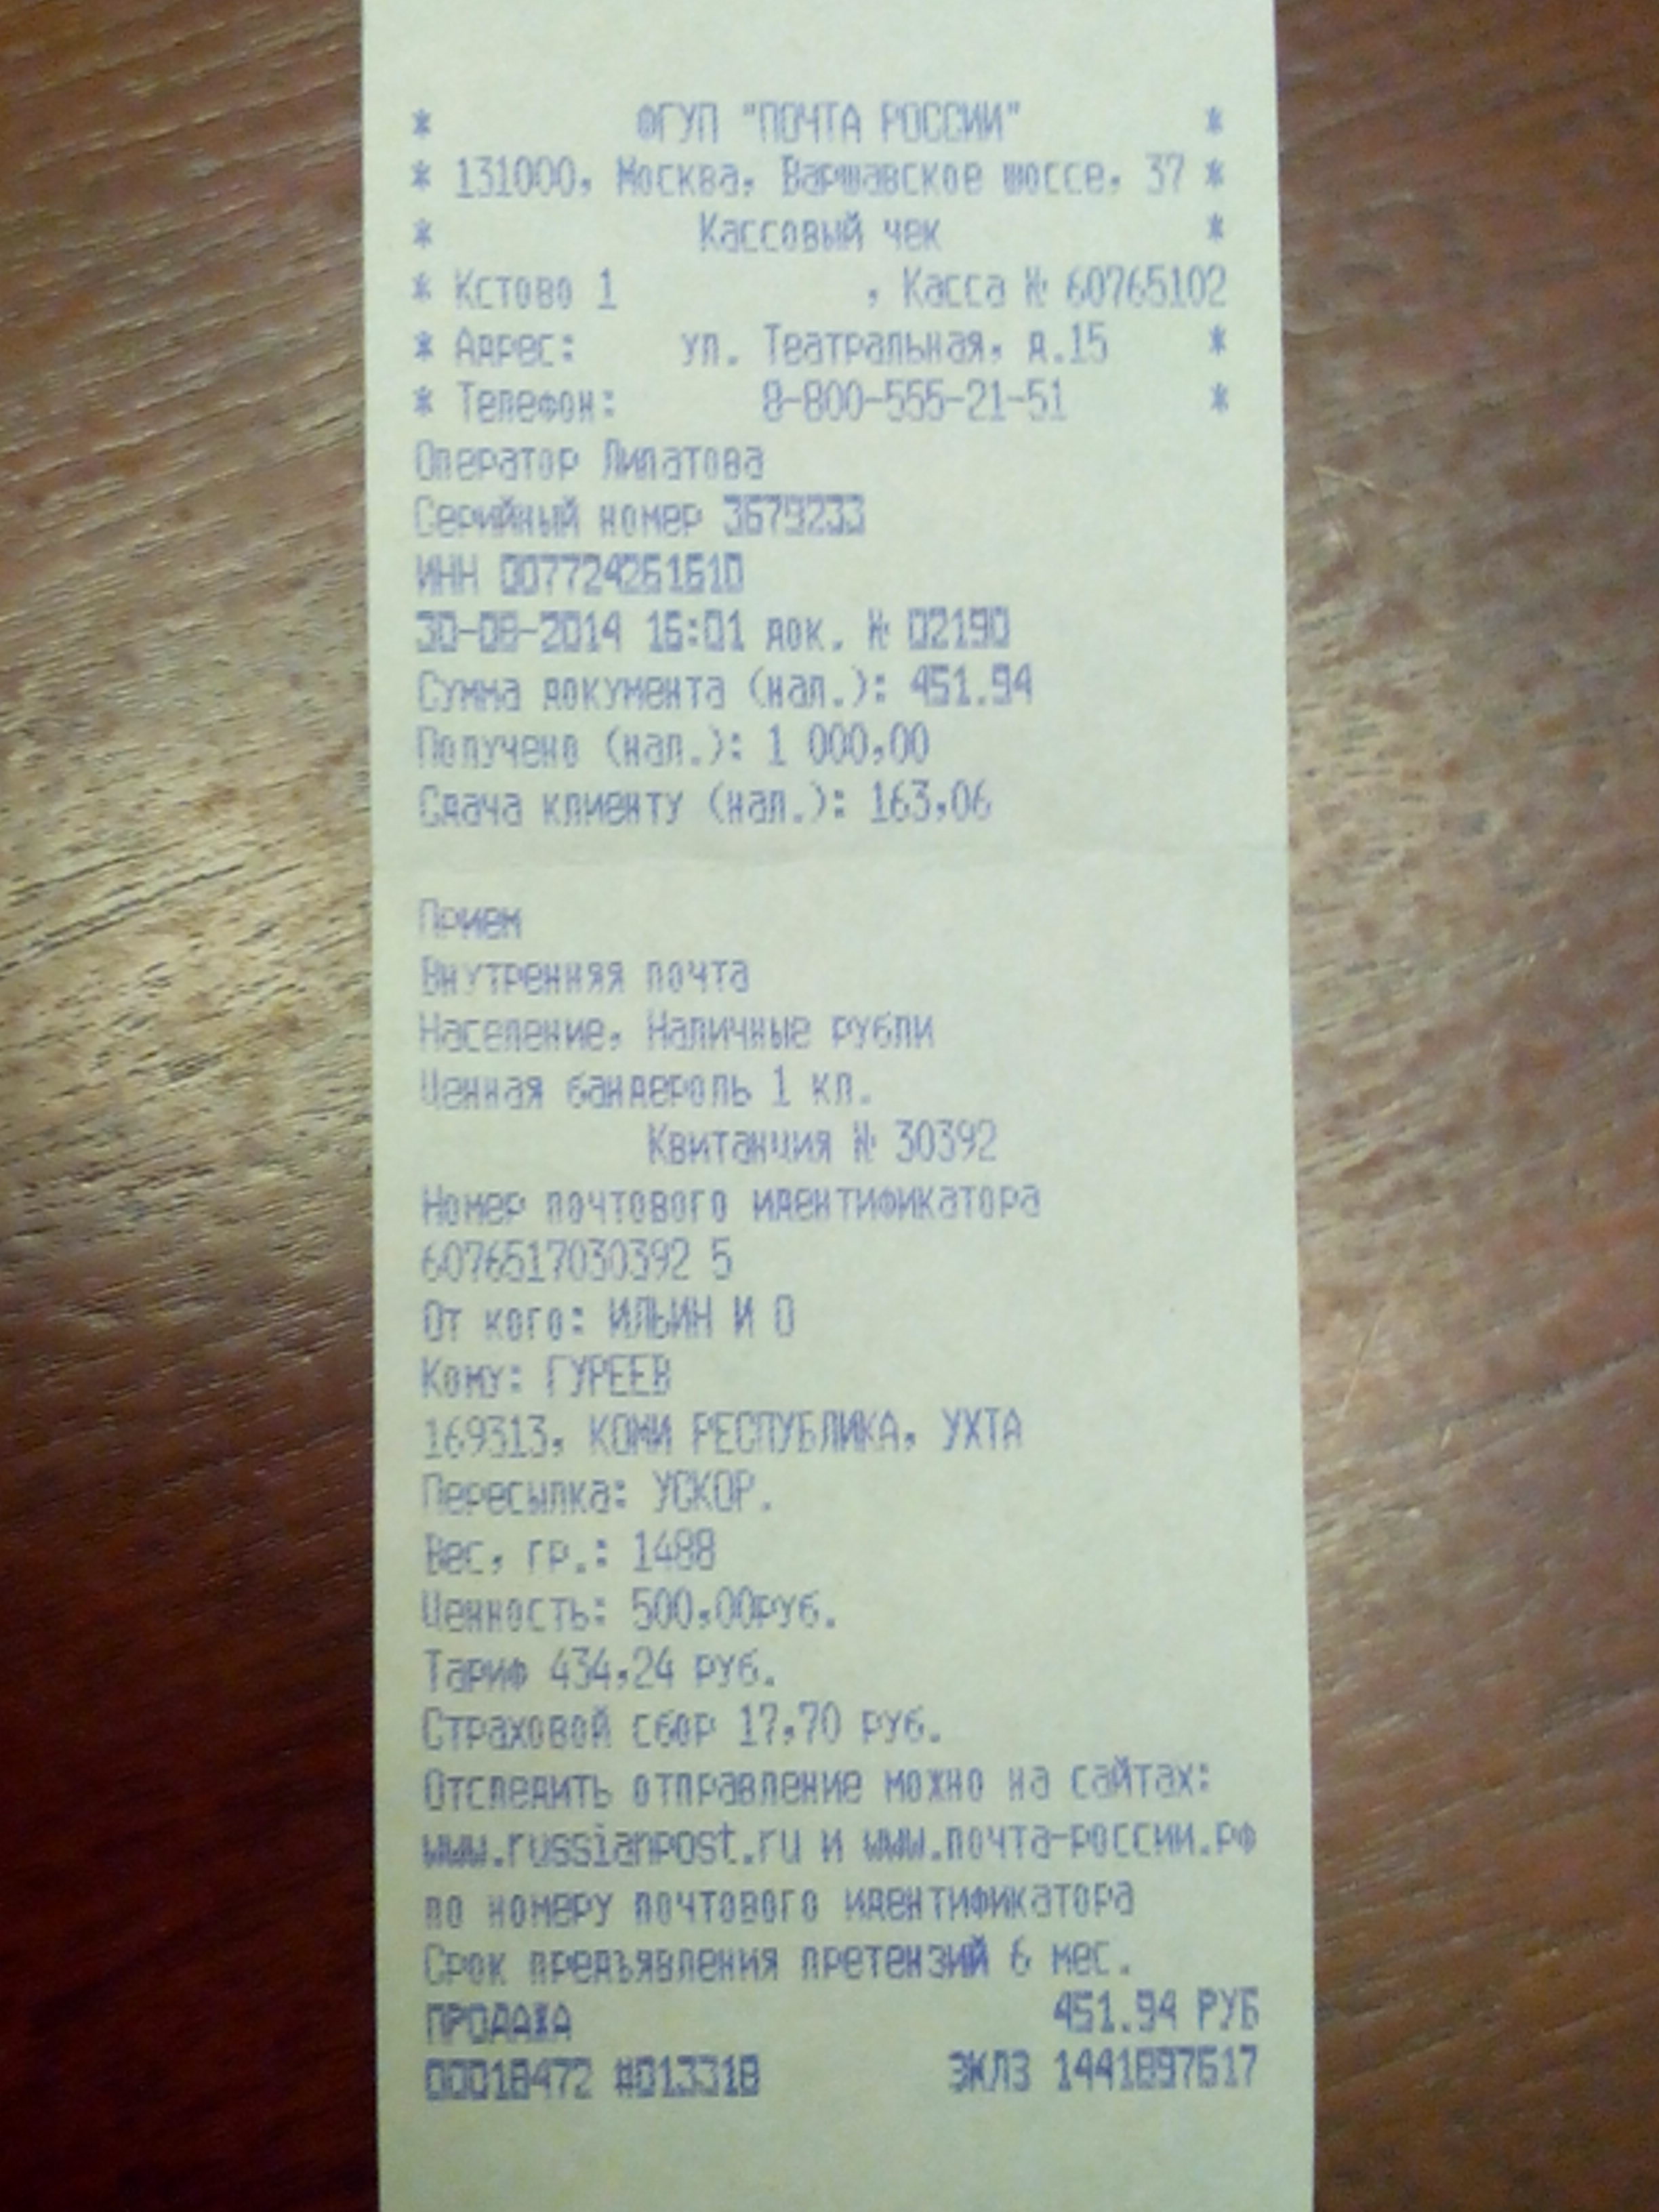 * ФГУП "ПОЧТА РОССИИ" *
* 131000, Москва, Варшавское шоссе, 37 *
* Кассовый чек *
* Кстово 1 , Касса № 60765102
* Адрес: ул. Театральная, д.15 *
* Телефон: 8-800-555-21-51 *
Оператор Липатова
Серийный номер 3679233
ИНН 007724261610
30-08-2014 16:01 док. № 02190
Сумма документа (нал.): 451.94
Получено (нал.): 1 000,00
Сдача клиенту (нал.): 163,06
Прием
Внутренняя почта
Население, Наличные рубли
Ценная бандероль 1 кл.
Квитанция № 30392
Номер почтового идентификатора
6076517030392 5
От кого: ИЛЬИН И О
Кому: ГУРЕЕВ
169313, КОМИ РЕСПУБЛИКА, УХТА
Пересылка: УСКОР.
Вес, гр.: 1488
Ценность: 500,00руб.
Тариф 434,24 руб.
Страховой сбор 17,70 руб.
Отследить отправление можно на сайтах:
www.russianpost.ru и www.почта-россии.рф
по номеру почтового идентификатора
Срок предъявления претензий 6 мес.
ПРОДАЖА 451.94 РУБ
00018472 #013318 ЭКЛЗ 1441897617